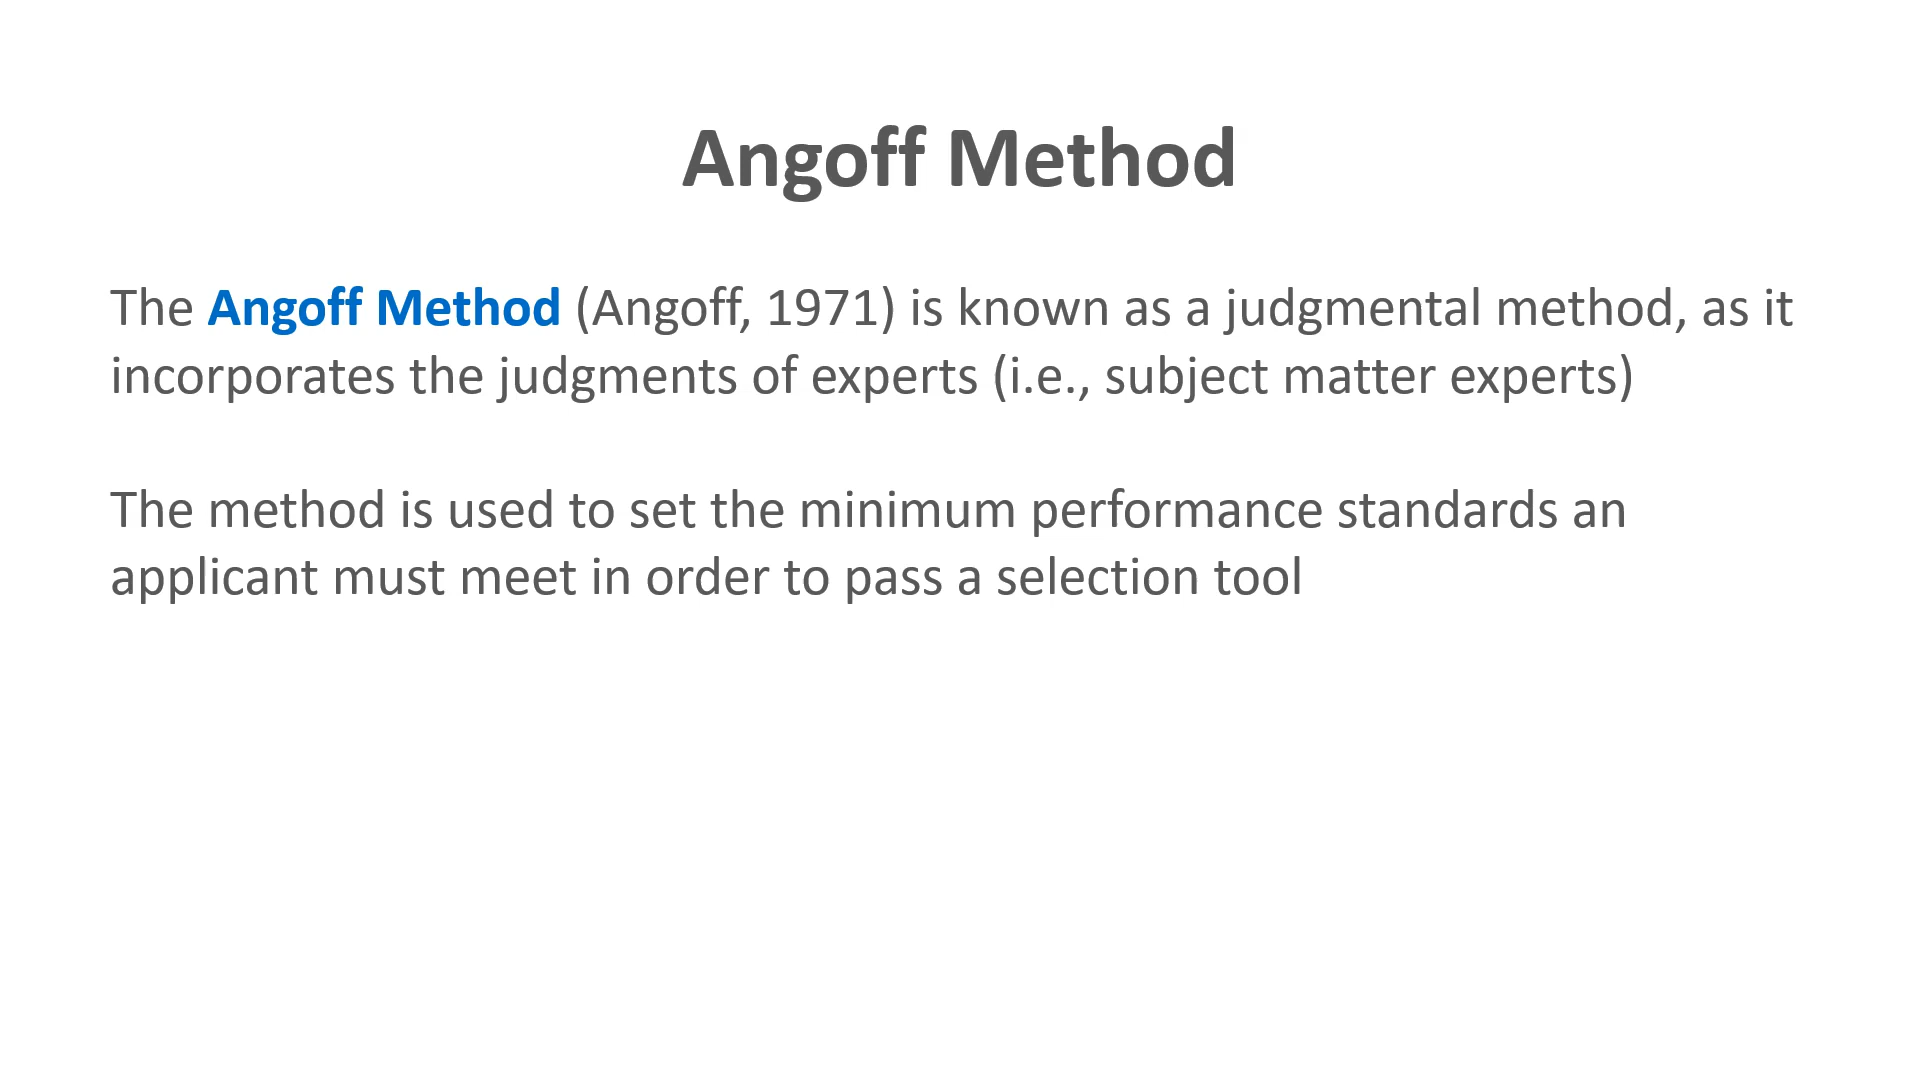 Angoff Method
The Angoff Method (Angoff, 1971) is known as a judgmental method, as it
incorporates the judgments of experts (i.e., subject matter experts)
The method is used to set the minimum performance standards an
applicant must meet in order to pass a selection tool